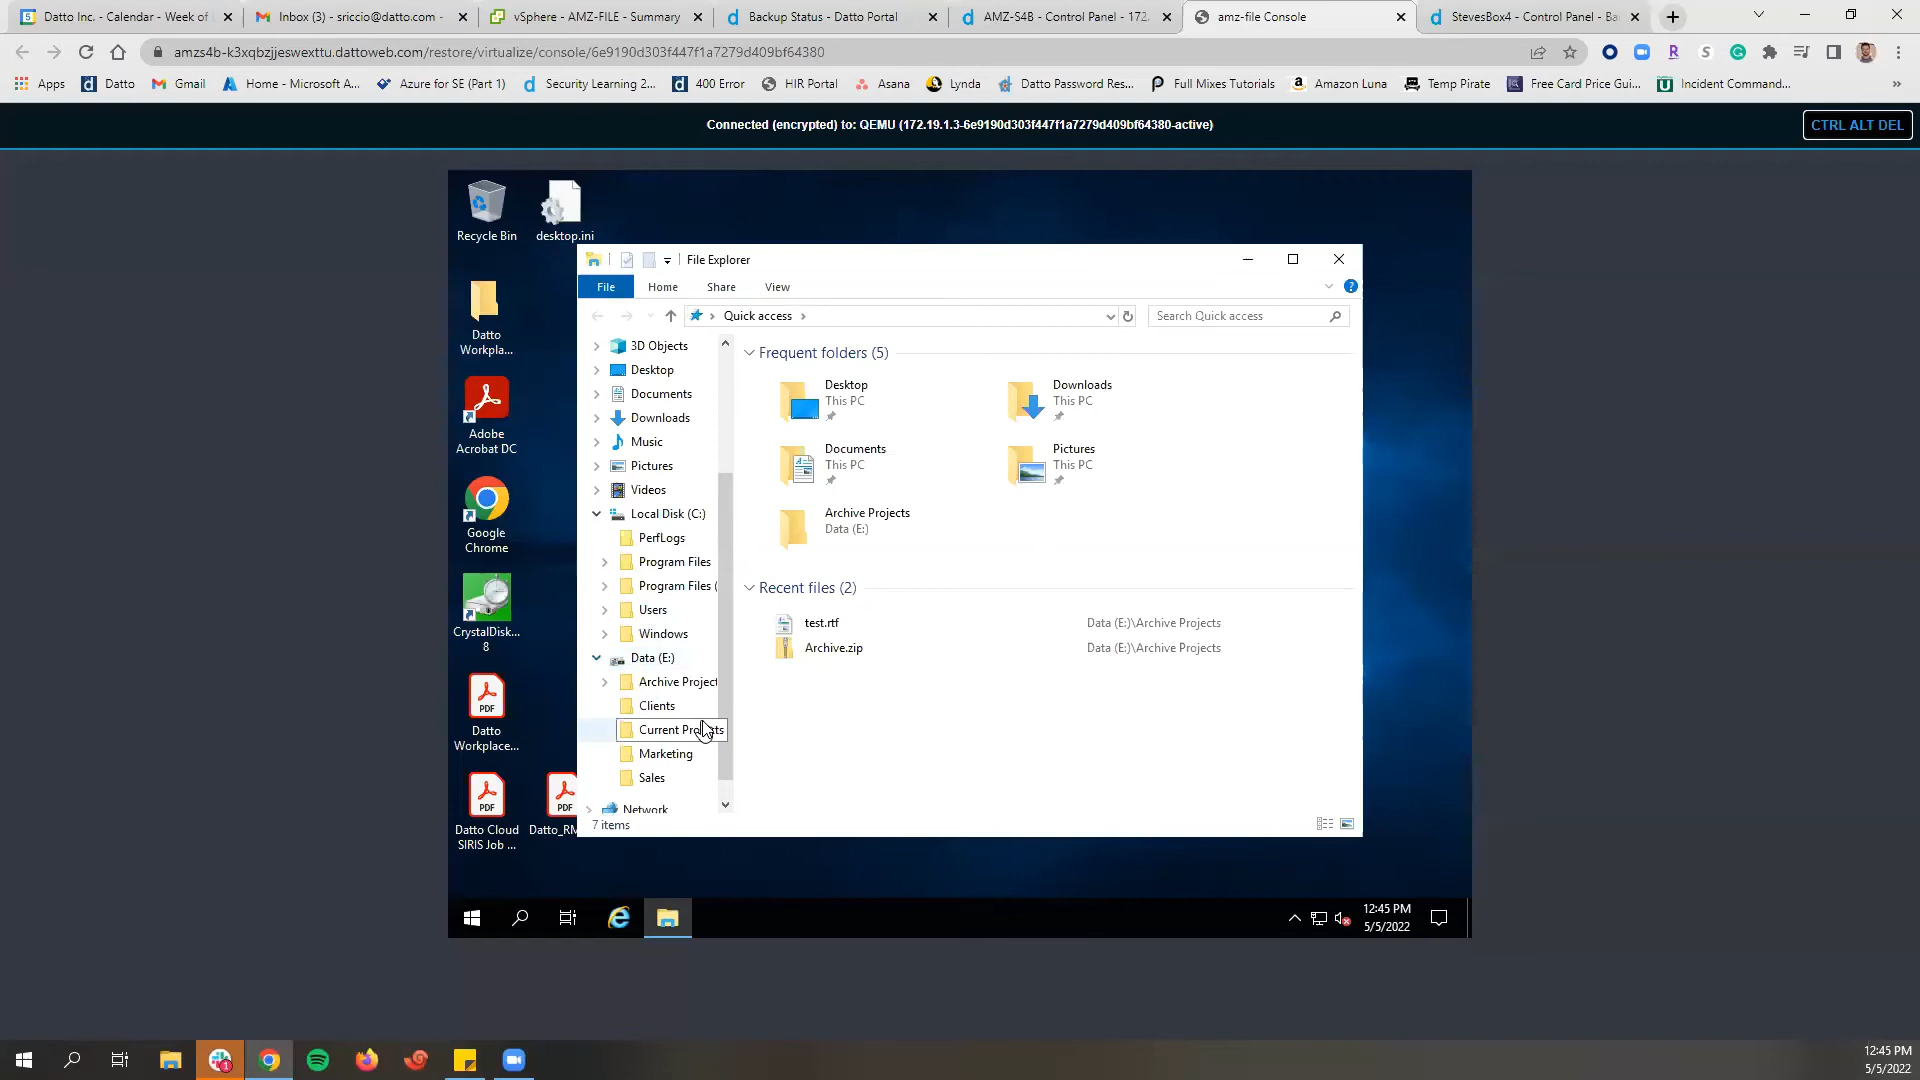 Datto Inc. - Calendar - Week of
Inbox (3) - sriccio@datto.com -
vSphere - AMZ-FILE - Summary
Backup Status - Datto Portal
AMZ-S4B - Control Panel - 172.
amz-file Console
StevesBox4 - Control Panel - Ba
amzs4b-k3xqbzjjeswexttu.dattoweb.com/restore/virtualize/console/6e9190d303f447f1a7279d409bf64380
Apps
Datto
Gmail
Home - Microsoft A...
Azure for SE (Part 1)
Security Learning 2...
400 Error
HIR Portal
Asana
Lynda
Datto Password Res...
Full Mixes Tutorials
Amazon Luna
Temp Pirate
Free Card Price Gui...
Incident Command...
Connected (encrypted) to: QEMU (172.19.1.3-6e9190d303f447f1a7279d409bf64380-active)
CTRL ALT DEL
Recycle Bin
desktop.ini
Datto
Workpla...
Adobe
Acrobat DC
Google
Chrome
CrystalDisk...
8
PDF
Datto
Workplace...
PDF
Datto Cloud
SIRIS Job ...
PDF
Datto_RM
File Explorer
File
Home
Share
View
Quick access
Search Quick access
3D Objects
Desktop
Documents
Downloads
Music
Pictures
Videos
Local Disk (C:)
PerfLogs
Program Files
Program Files (
Users
Windows
Data (E:)
Archive Project
Clients
Current Projects
Marketing
Sales
Network
7 items
Frequent folders (5)
Desktop
This PC
Downloads
This PC
Documents
This PC
Pictures
This PC
Archive Projects
Data (E:)
Recent files (2)
test.rtf
Data (E:)\Archive Projects
Archive.zip
Data (E:)\Archive Projects
12:45 PM
5/5/2022
1
12:45 PM
5/5/2022